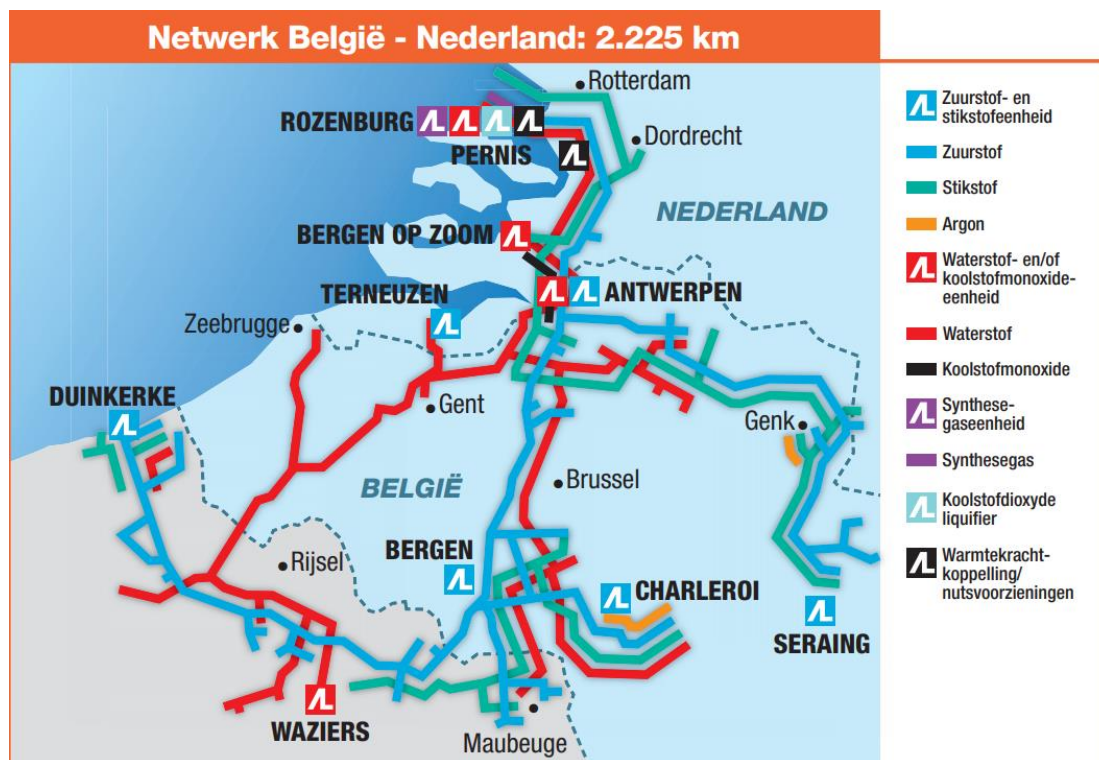 Netwerk België - Nederland: 2.225 km
Rotterdam
ROZENBURG
PERNIS
Dordrecht
NEDERLAND
BERGEN OP ZOOM
TERNEUZEN
ANTWERPEN
Zeebrugge
DUINKERKE
Gent
Genk
BELGIË
Brussel
Rijsel
BERGEN
CHARLEROI
SERAING
WAZIERS
Maubeuge
Zuurstof- en
stikstofeenheid
Zuurstof
Stikstof
Argon
Waterstof- en/of
koolstofmonoxide-
eenheid
Waterstof
Koolstofmonoxide
Synthese-
gaseenheid
Synthesegas
Koolstofdioxyde
liquifier
Warmtekracht-
koppelling/
nutsvoorzieningen